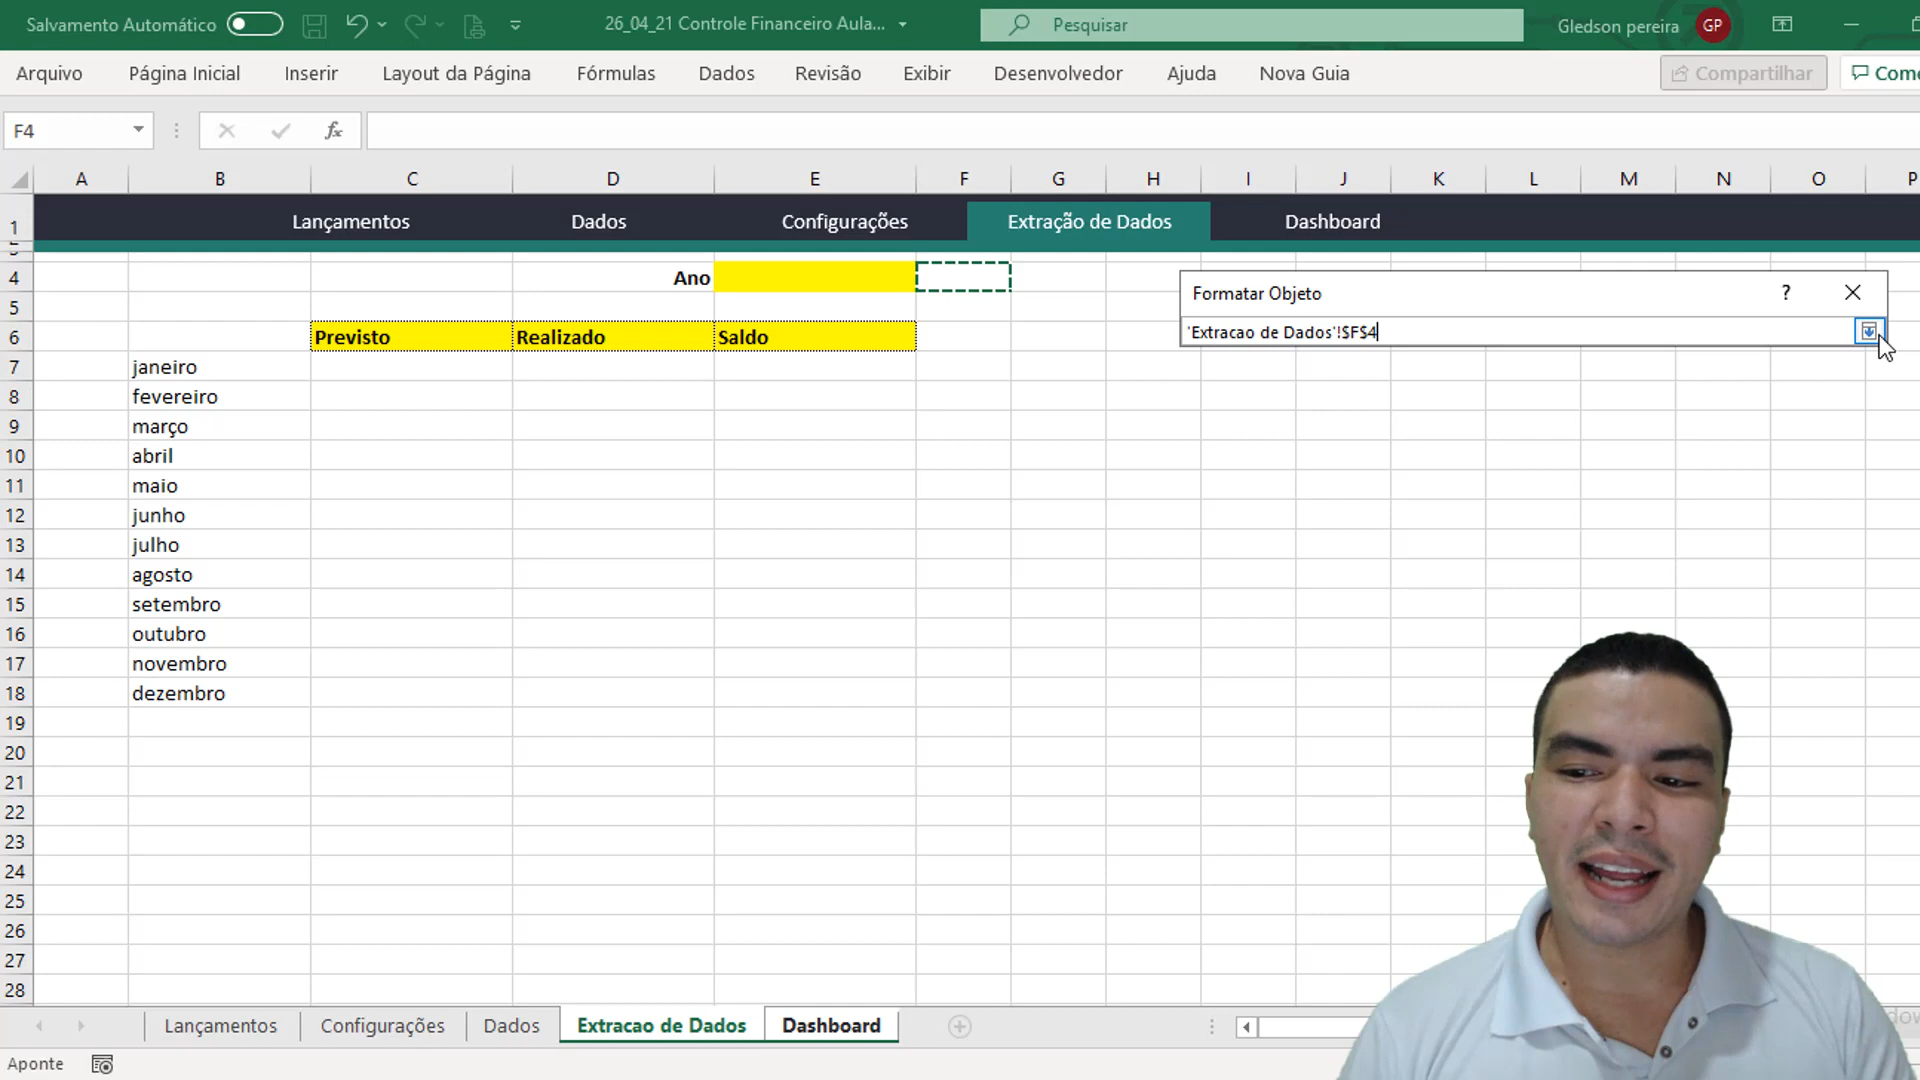 Salvamento Automático
26_04_21 Controle Financeiro Aula...
Pesquisar
Gledson pereira
GP
Arquivo Página Inicial Inserir Layout da Página Fórmulas Dados Revisão Exibir Desenvolvedor Ajuda Nova Guia
Compartilhar
Come
F4
fx
A B C D E F G H I J K L M N O P
1 Lançamentos Dados Configurações Extração de Dados Dashboard
4 Ano
Formatar Objeto ?
'Extracao de Dados'!$F$4
5
6 Previsto Realizado Saldo
7 janeiro
8 fevereiro
9 março
10 abril
11 maio
12 junho
13 julho
14 agosto
15 setembro
16 outubro
17 novembro
18 dezembro
19
20
21
22
23
24
25
26
27
28
Lançamentos Configurações Dados Extracao de Dados Dashboard
Aponte